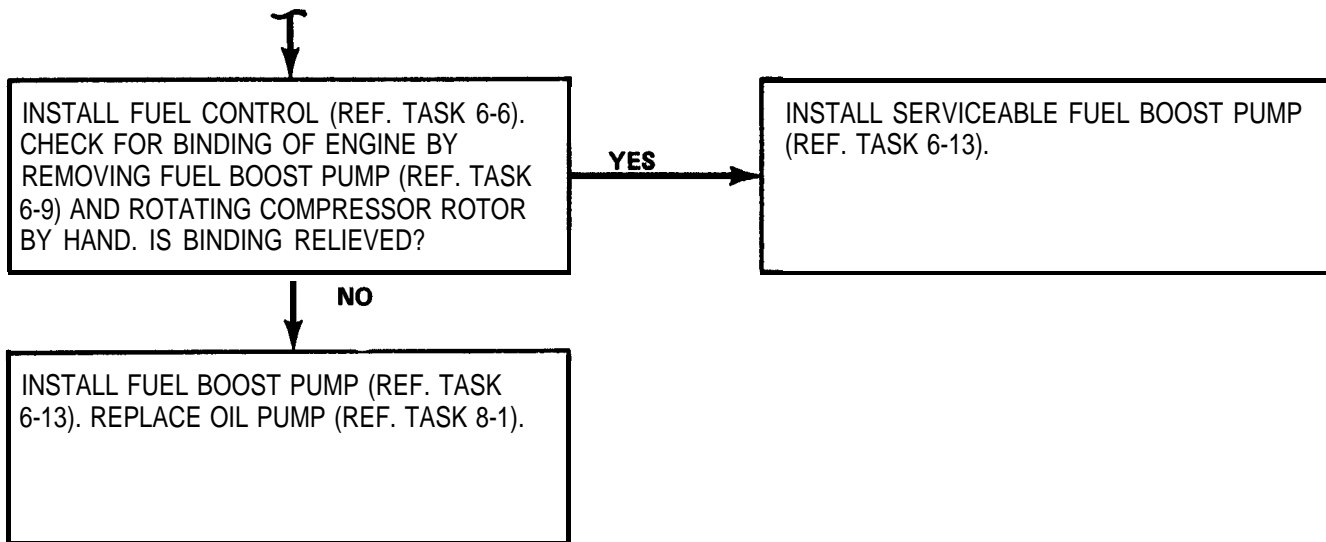 INSTALL FUEL CONTROL (REF. TASK 6-6).
CHECK FOR BINDING OF ENGINE BY
REMOVING FUEL BOOST PUMP (REF. TASK
6-9) AND ROTATING COMPRESSOR ROTOR
BY HAND. IS BINDING RELIEVED?
YES
INSTALL SERVICEABLE FUEL BOOST PUMP
(REF. TASK 6-13).
NO
INSTALL FUEL BOOST PUMP (REF. TASK
6-13). REPLACE OIL PUMP (REF. TASK 8-1).